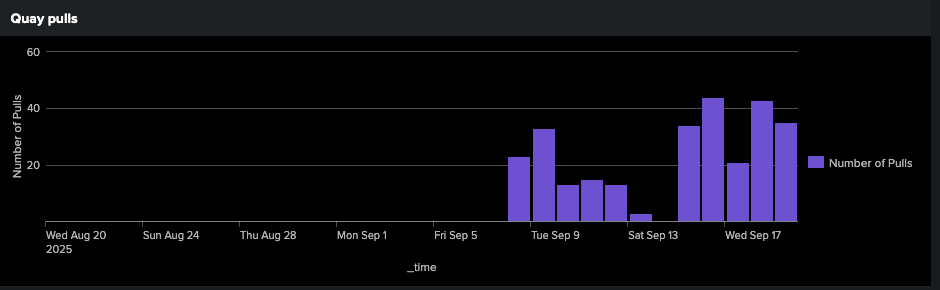 Quay pulls
60
40
20
Number of Pulls
Number of Pulls
Wed Aug 20 Sun Aug 24 Thu Aug 28 Mon Sep 1 Fri Sep 5 Tue Sep 9 Sat Sep 13 Wed Sep 17
2025
_time